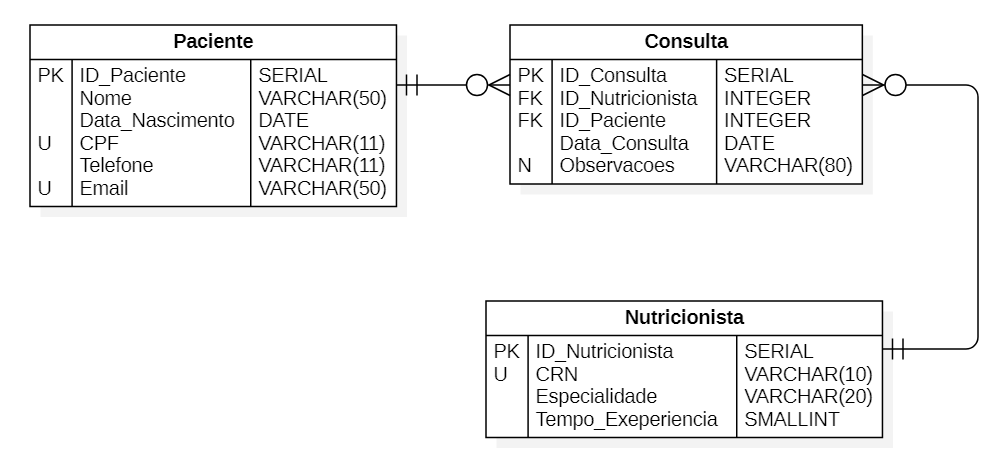 Paciente
PK ID_Paciente SERIAL
Nome VARCHAR(50)
Data_Nascimento DATE
U CPF VARCHAR(11)
Telefone VARCHAR(11)
U Email VARCHAR(50)
Consulta
PK ID_Consulta SERIAL
FK ID_Nutricionista INTEGER
FK ID_Paciente INTEGER
Data_Consulta DATE
N Observacoes VARCHAR(80)
Nutricionista
PK ID_Nutricionista SERIAL
U CRN VARCHAR(10)
Especialidade VARCHAR(20)
Tempo_Exeperiencia SMALLINT